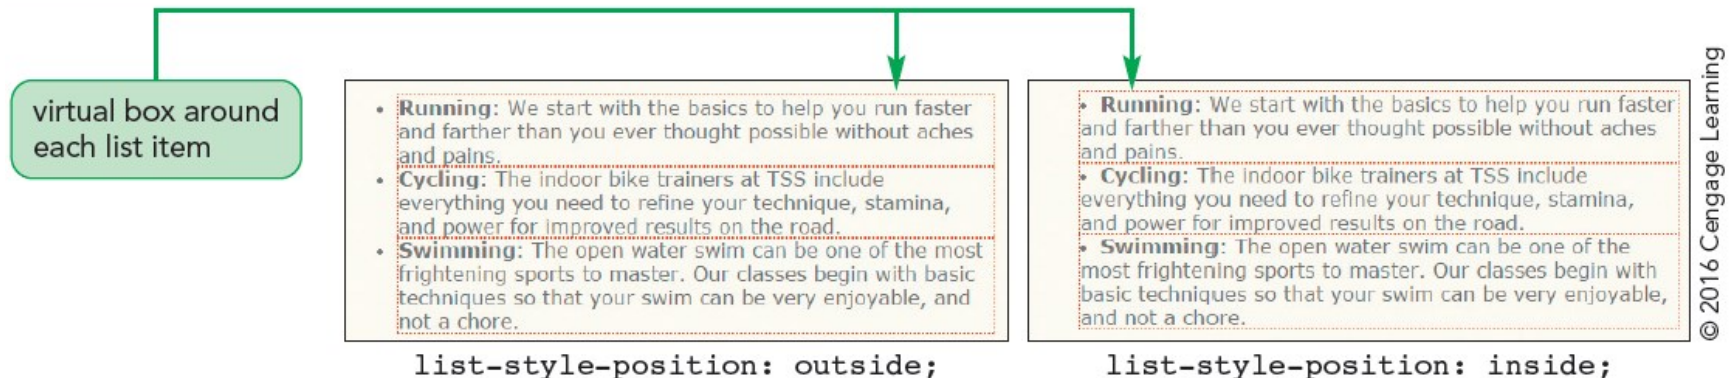 virtual box around
each list item
• Running: We start with the basics to help you run faster
and farther than you ever thought possible without aches
and pains.
• Cycling: The indoor bike trainers at TSS include
everything you need to refine your technique, stamina,
and power for improved results on the road.
• Swimming: The open water swim can be one of the most
frightening sports to master. Our classes begin with basic
techniques so that your swim can be very enjoyable, and
not a chore.
list-style-position: outside;
• Running: We start with the basics to help you run faster
and farther than you ever thought possible without aches
and pains.
• Cycling: The indoor bike trainers at TSS include
everything you need to refine your technique, stamina,
and power for improved results on the road.
• Swimming: The open water swim can be one of the
most frightening sports to master. Our classes begin with
basic techniques so that your swim can be very enjoyable,
and not a chore.
list-style-position: inside;
© 2016 Cengage Learning